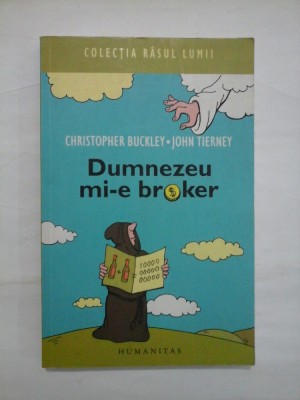 COLECȚIA RÂSUL LUMII
CHRISTOPHER BUCKLEY • JOHN TIERNEY
Dumnezeu
mi-e broker
HUMANITAS